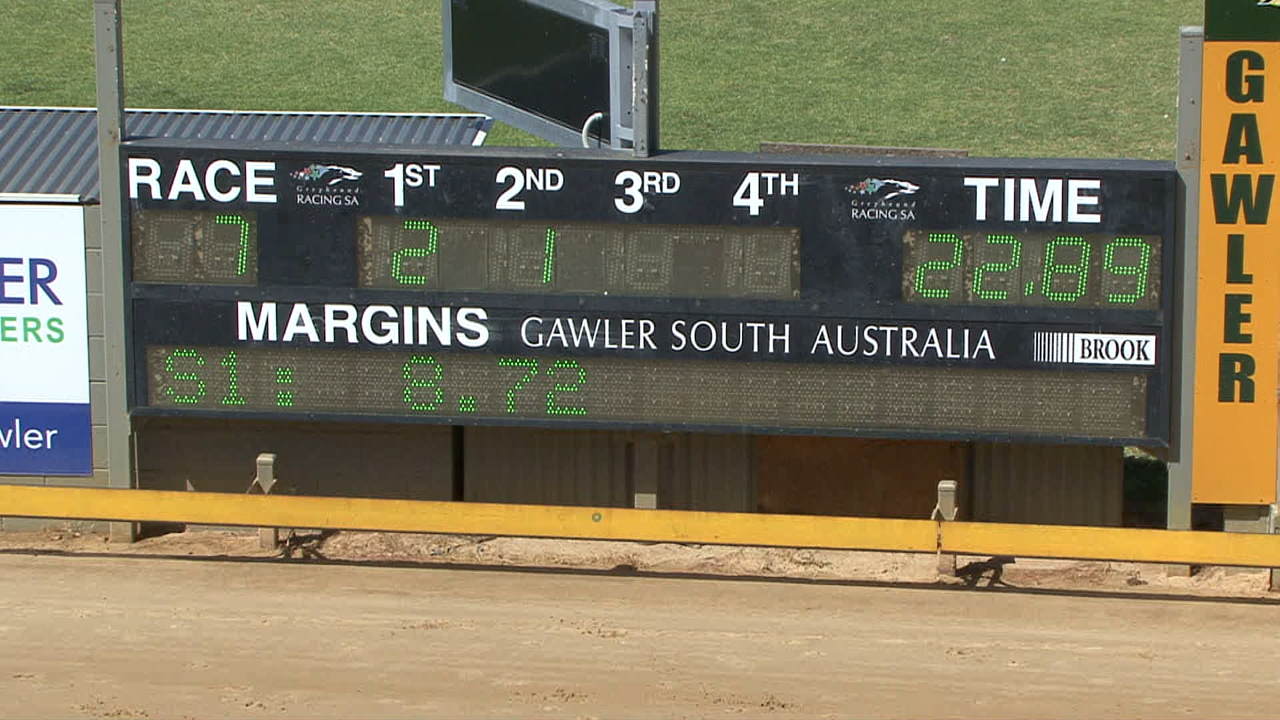 RACE Greyhound RACING SA 1ST 2ND 3RD 4TH Greyhound RACING SA TIME
7 2 1 22.89
MARGINS GAWLER SOUTH AUSTRALIA BROOK
S1: 8.72
GAWLER
ER
ERS
wler